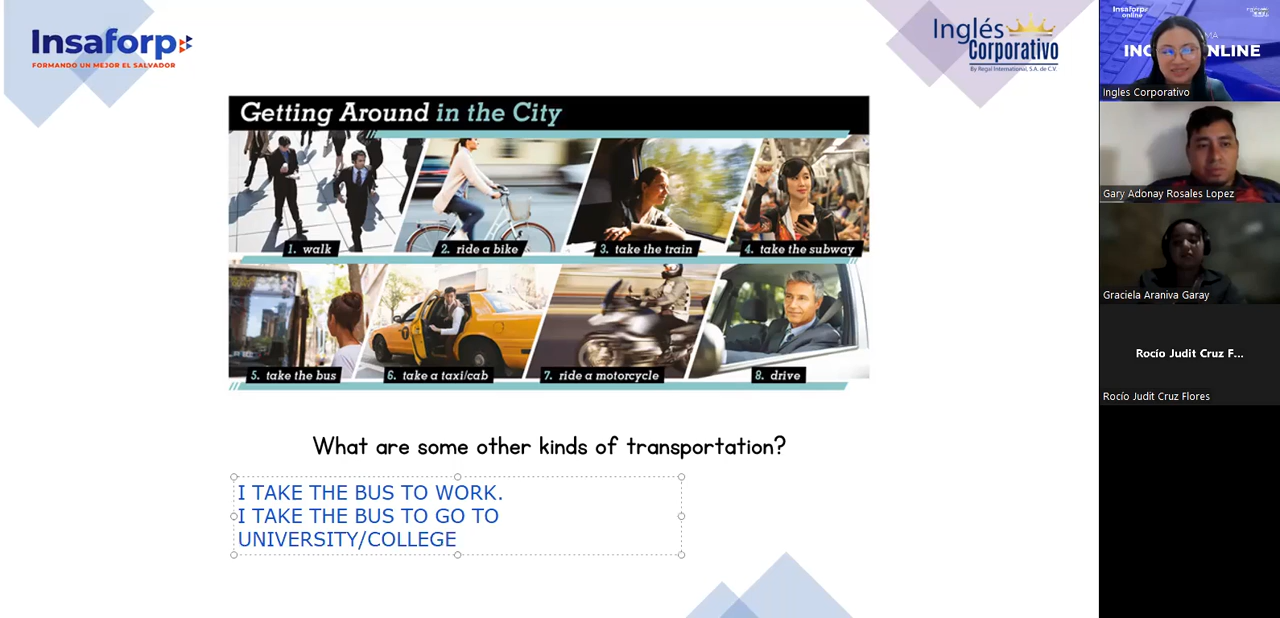 Insaforp
FORMANDO UN MEJOR EL SALVADOR
Inglés
Corporativo
By Regal International, S.A. de C.V.
Getting Around in the City
1. walk
2. ride a bike
3. take the train
4. take the subway
5. take the bus
6. take a taxi/cab
7. ride a motorcycle
8. drive
What are some other kinds of transportation?
I TAKE THE BUS TO WORK.
I TAKE THE BUS TO GO TO
UNIVERSITY/COLLEGE
Insaforp
online
Ingles Corporativo
Gary Adonay Rosales Lopez
Graciela Araniva Garay
Rocío Judit Cruz F...
Rocío Judit Cruz Flores